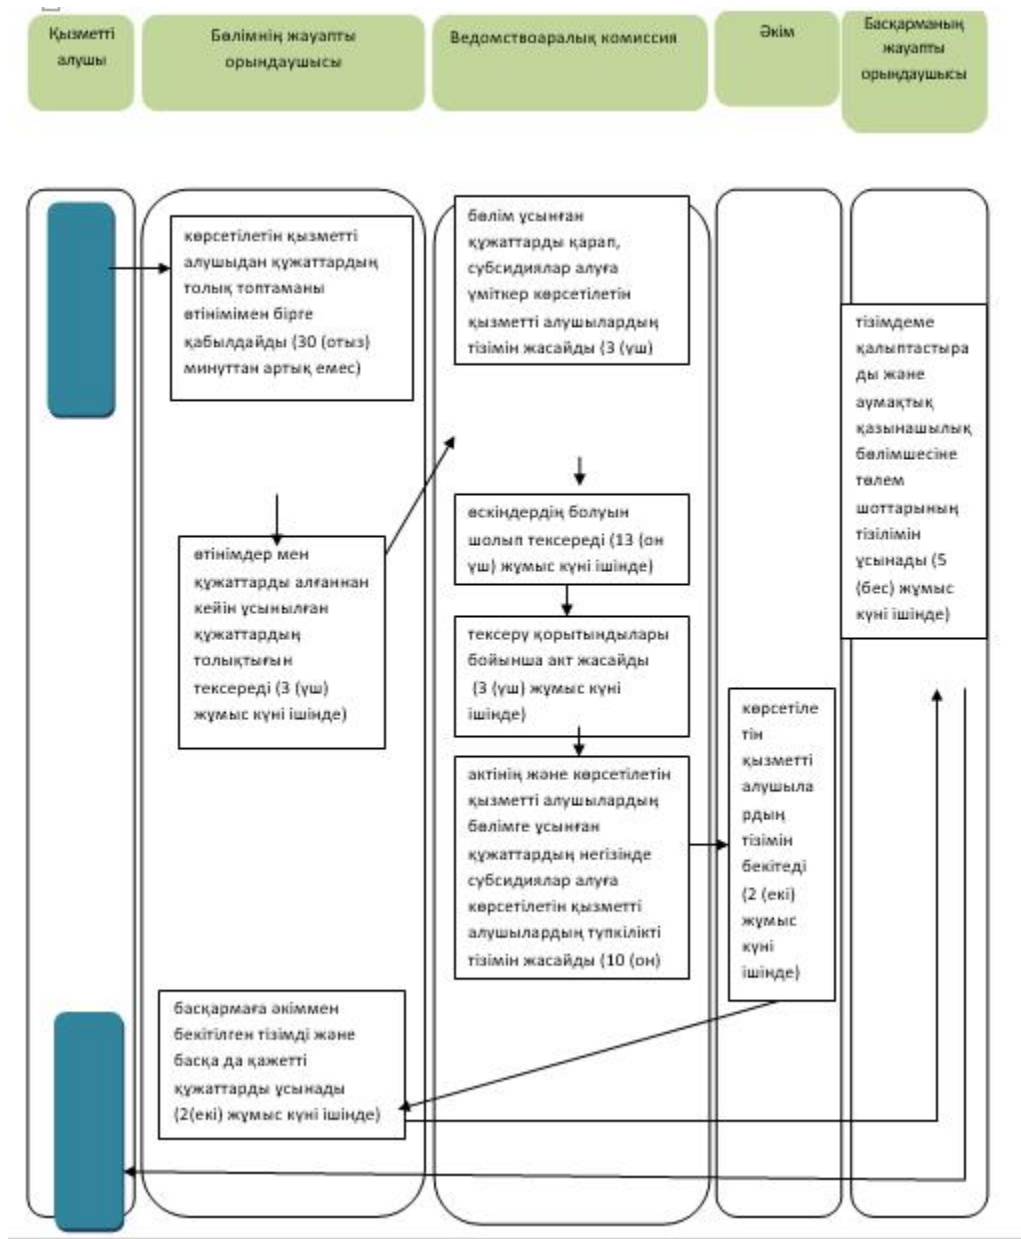 Қызметті
алушы
Бөлімнің жауапты
орындаушысы
Ведомствоаралық комиссия
Әкім
Басқарманың
жауапты
орындаушысы
көрсетілетін қызметті
алушыдан құжаттардың
толық топтаманы
өтінімімен бірге
қабылдайды (30 (отыз)
минуттан артық емес)
өтінімдер мен
құжаттарды алғаннан
кейін ұсынылған
құжаттардың
толықтығын
тексереді (3 (үш)
жұмыс күні ішінде)
бөлім ұсынған
құжаттарды қарап,
субсидиялар алуға
үміткер көрсетілетін
қызметті алушылардың
тізімін жасайды (3 (үш)
өскіндердің болуын
шолып тексереді (13 (он
үш) жұмыс күні ішінде)
тексеру қорытындылары
бойынша акт жасайды
(3 (үш) жұмыс күні
ішінде)
актінің және көрсетілетін
қызметті алушылардың
бөлімге ұсынған
құжаттардың негізінде
субсидиялар алуға
көрсетілетін қызметті
алушылардың түпкілікті
тізімін жасайды (10 (он)
көрсетіле
тін
қызметті
алушыла
рдың
тізімін
бекітеді
(2 (екі)
жұмыс
күні
ішінде)
басқармаға әкіммен
бекітілген тізімді және
басқа да қажетті
құжаттарды ұсынады
(2(екі) жұмыс күні ішінде)
тізімдеме
қалыптастыра
ды және
аумақтық
қазынашылық
бөлімшесіне
төлем
шоттарының
тізілімін
ұсынады (5
(бес) жұмыс
күні ішінде)